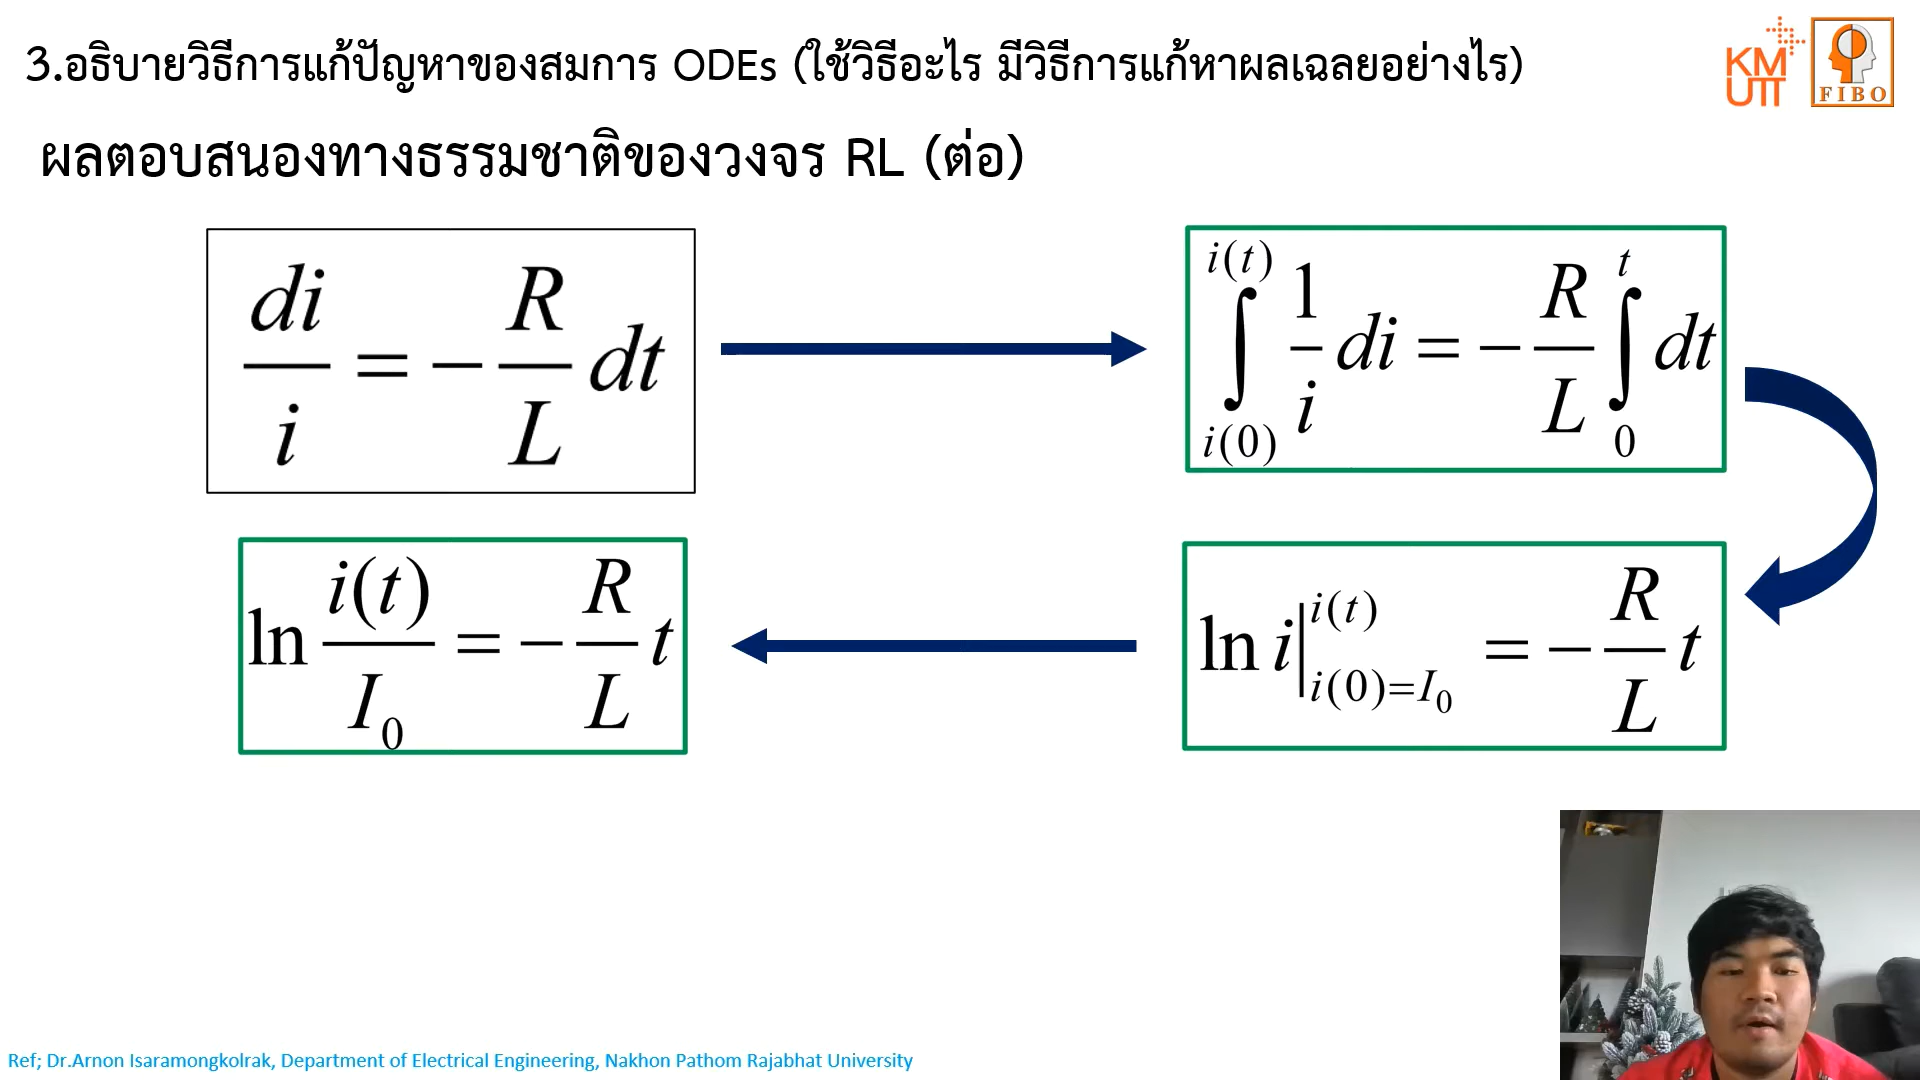 3.อธิบายวิธีการแก้ปัญหาของสมการ ODEs (ใช้วิธีอะไร มีวิธีการแก้หาผลเฉลยอย่างไร)
KM
UTT
FIBO
ผลตอบสนองทางธรรมชาติของวงจร RL (ต่อ)
di/i = −R/L dt
∫_{i(0)}^{i(t)} 1/i di = −R/L ∫_0^t dt
ln i(t)/I₀ = −R/L t
ln i|_{i(0)=I₀}^{i(t)} = −R/L t
Ref; Dr.Arnon Isaramongkolrak, Department of Electrical Engineering, Nakhon Pathom Rajabhat University